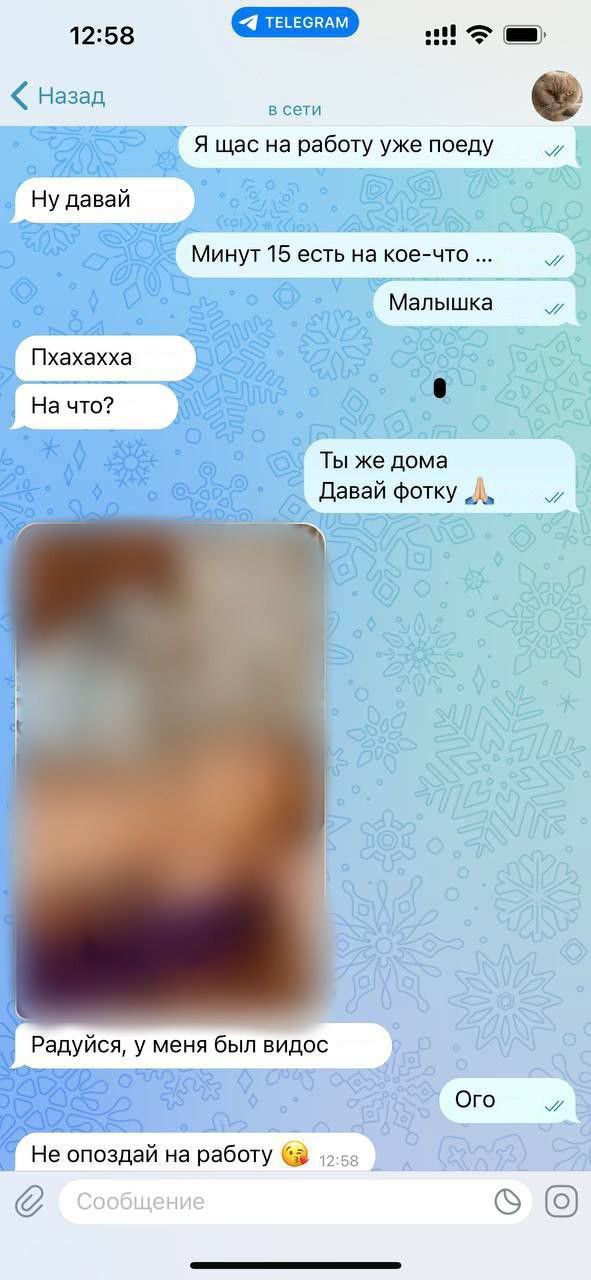 12:58
TELEGRAM
Назад
в сети
Я щас на работу уже поеду
Ну давай
Минут 15 есть на кое-что ...
Малышка
Пхахахха
На что?
Ты же дома
Давай фотку 🙏🏼
Радуйся, у меня был видос
Ого
Не опоздай на работу 😘 12:58
Сообщение